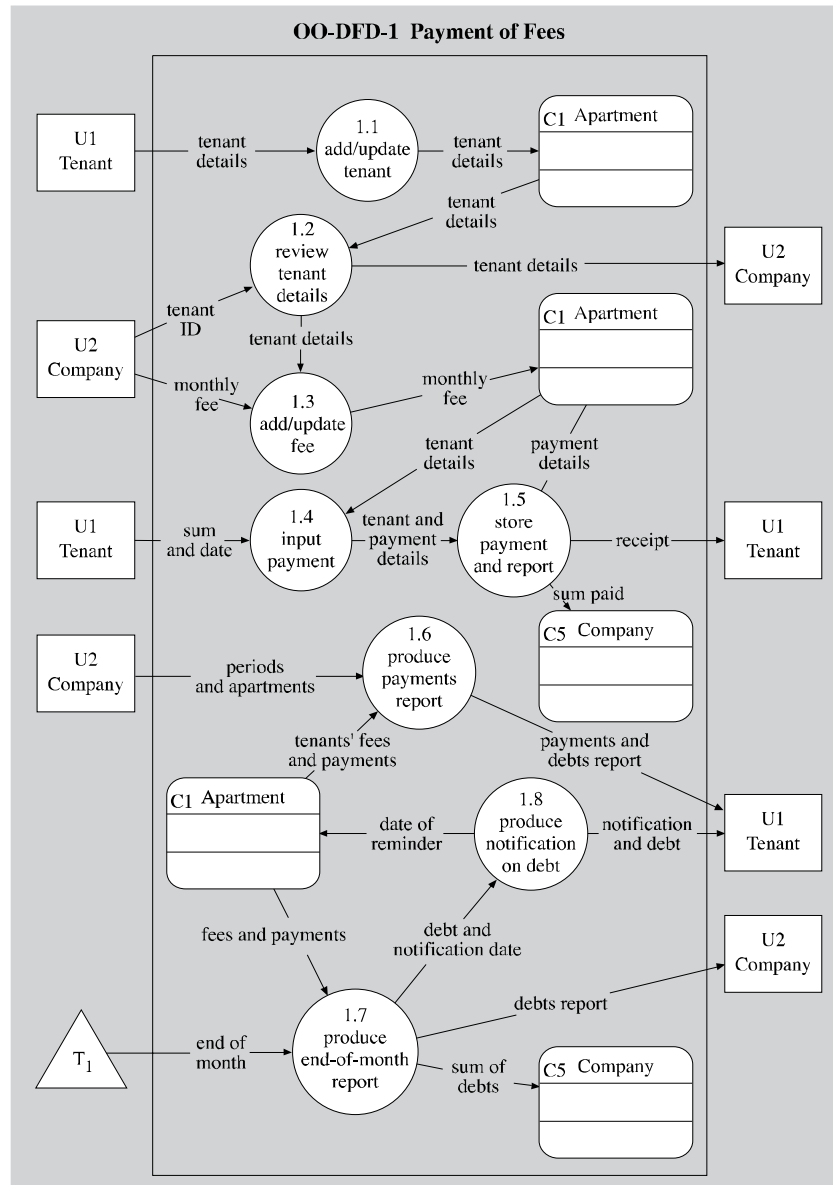 OO-DFD-1 Payment of Fees
U1
Tenant
tenant
details
1.1
add/update
tenant
tenant
details
C1 Apartment
tenant
details
1.2
review
tenant
details
tenant details
U2
Company
tenant
ID
U2
Company
tenant details
C1 Apartment
monthly
fee
1.3
add/update
fee
monthly
fee
tenant
details
payment
details
U1
Tenant
sum
and date
1.4
input
payment
tenant and
payment
details
1.5
store
payment
and report
receipt
U1
Tenant
sum paid
C5 Company
U2
Company
periods
and apartments
1.6
produce
payments
report
tenants' fees
and payments
payments and
debts report
C1 Apartment
date of
reminder
1.8
produce
notification
on debt
notification
and debt
U1
Tenant
fees and payments
debt and
notification date
U2
Company
debts report
T1
end of
month
1.7
produce
end-of-month
report
sum of
debts
C5 Company